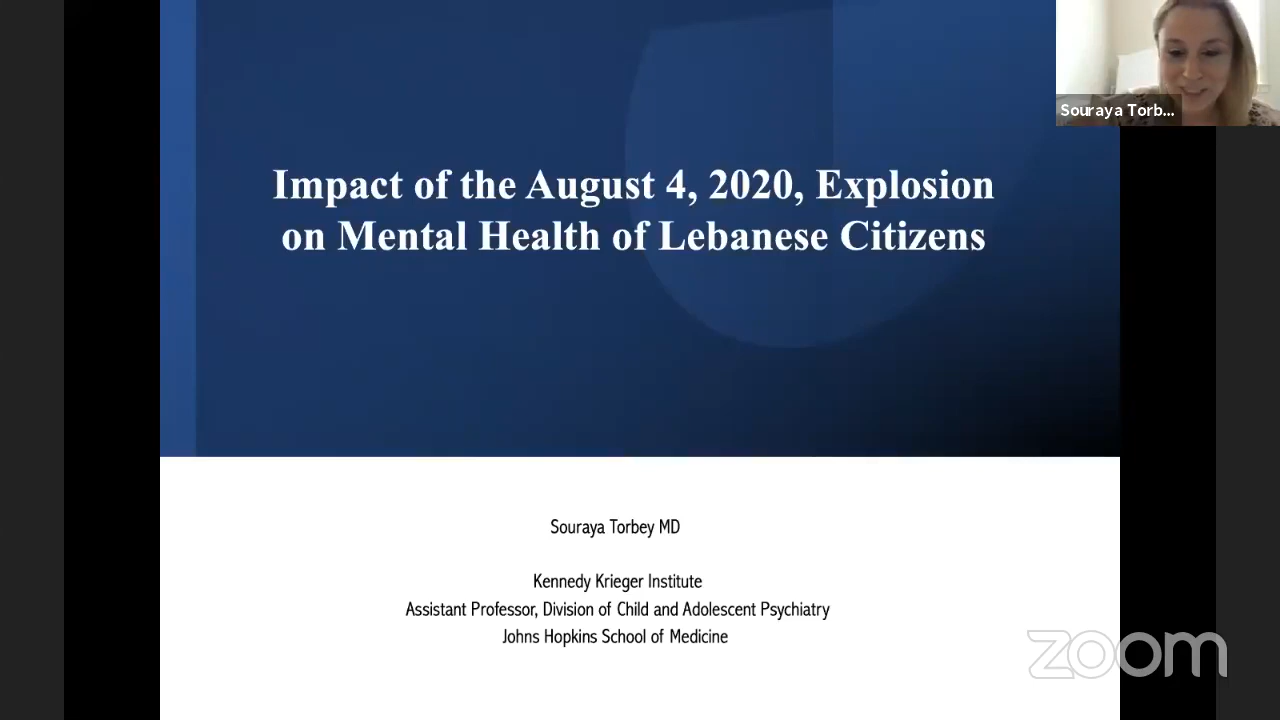 Souraya Torb...
Impact of the August 4, 2020, Explosion
on Mental Health of Lebanese Citizens
Souraya Torbey MD
Kennedy Krieger Institute
Assistant Professor, Division of Child and Adolescent Psychiatry
Johns Hopkins School of Medicine
zoom